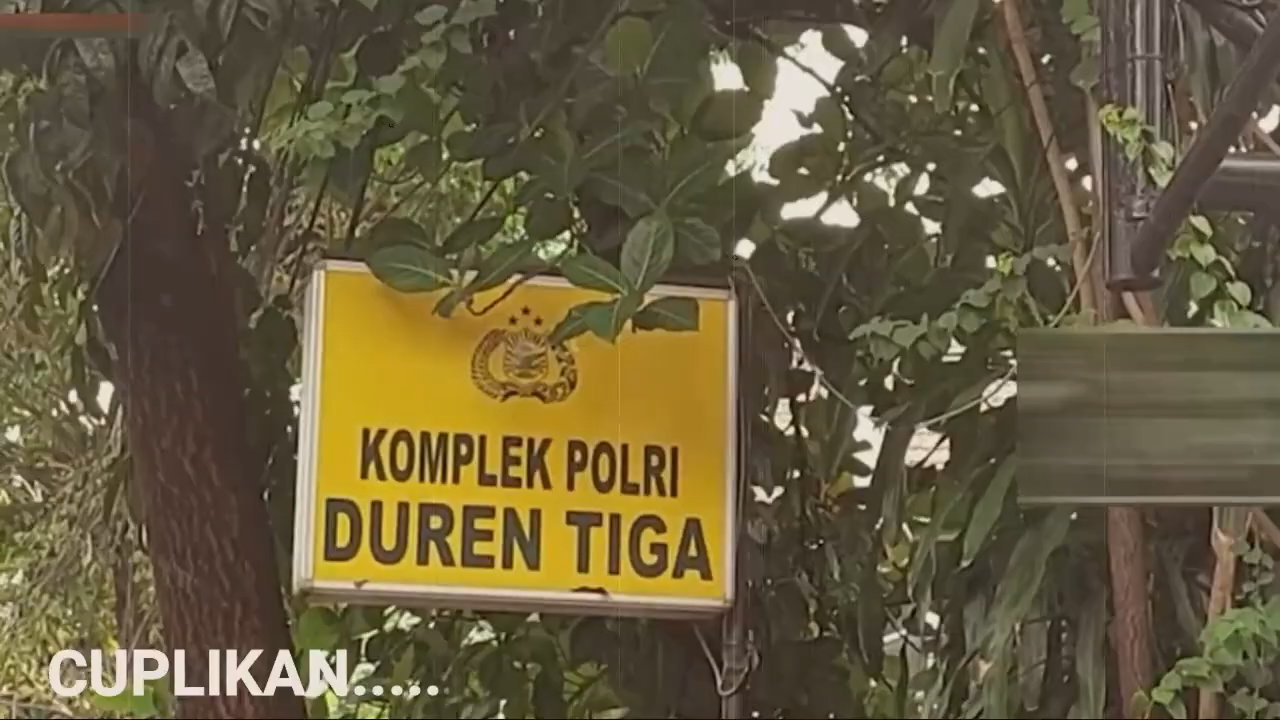 KOMPLEK POLRI
DUREN TIGA
CUPLIKAN.....